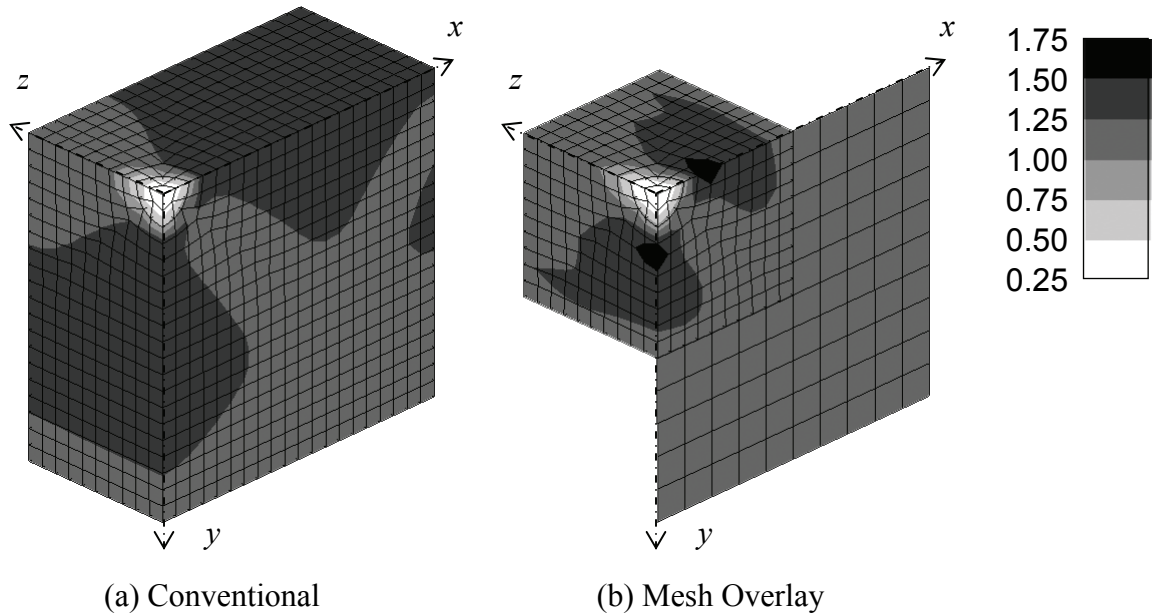 x
z
y
(a) Conventional
x
z
y
(b) Mesh Overlay
1.75
1.50
1.25
1.00
0.75
0.50
0.25